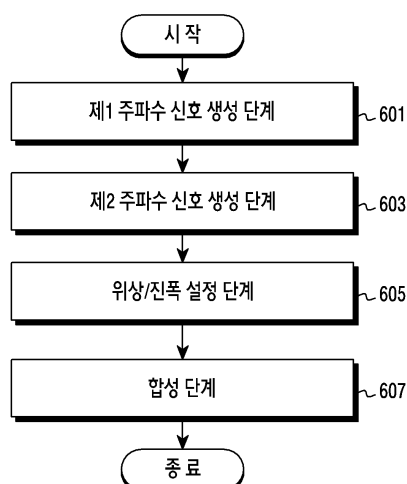 시 작
제1 주파수 신호 생성 단계
601
제2 주파수 신호 생성 단계
603
위상/진폭 설정 단계
605
합성 단계
607
종 료